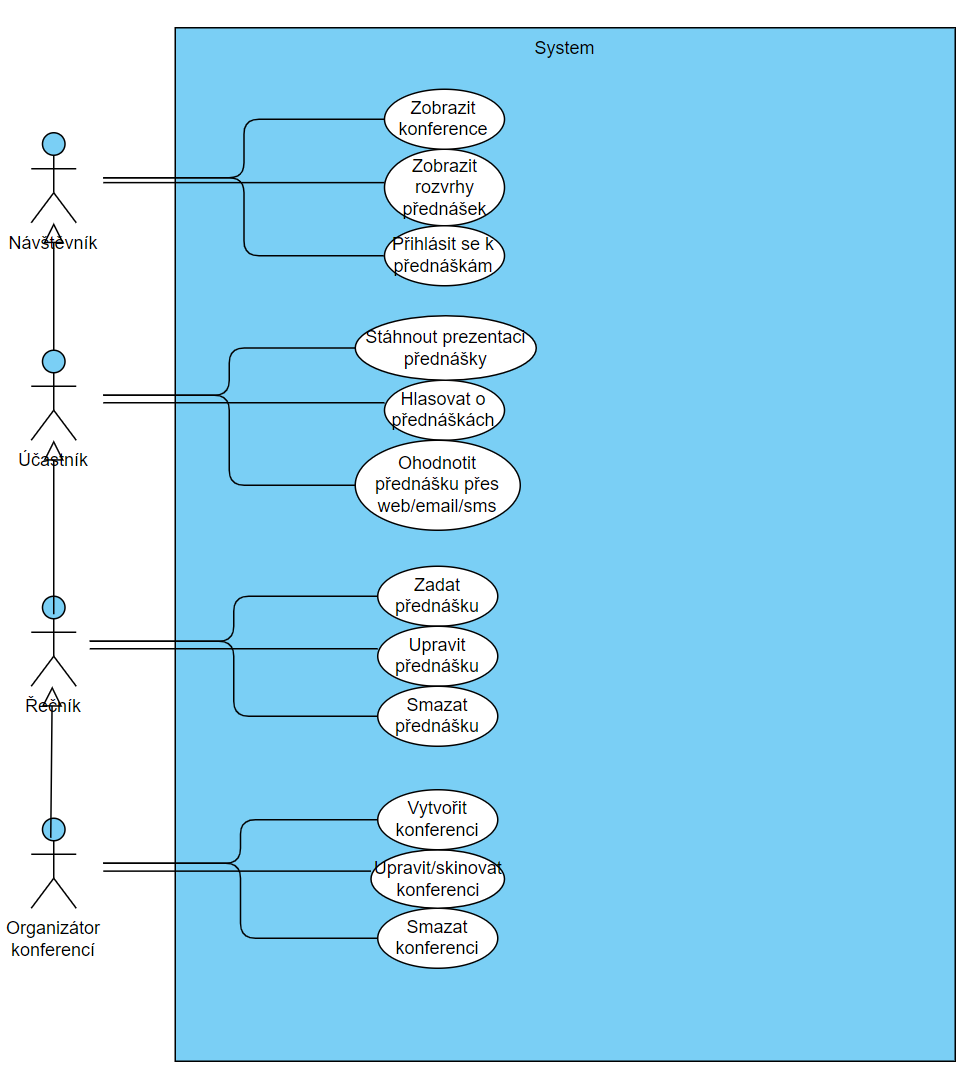 System
Zobrazit
konference
Zobrazit
rozvrhy
přednášek
Přihlásit se k
přednáškám
Návštěvník
Stáhnout prezentaci
přednášky
Hlasovat o
přednáškách
Ohodnotit
přednášku přes
web/email/sms
Účastník
Zadat
přednášku
Upravit
přednášku
Smazat
přednášku
Řečník
Vytvořit
konferenci
Upravit/skinovat
konferenci
Smazat
konferenci
Organizátor
konferencí